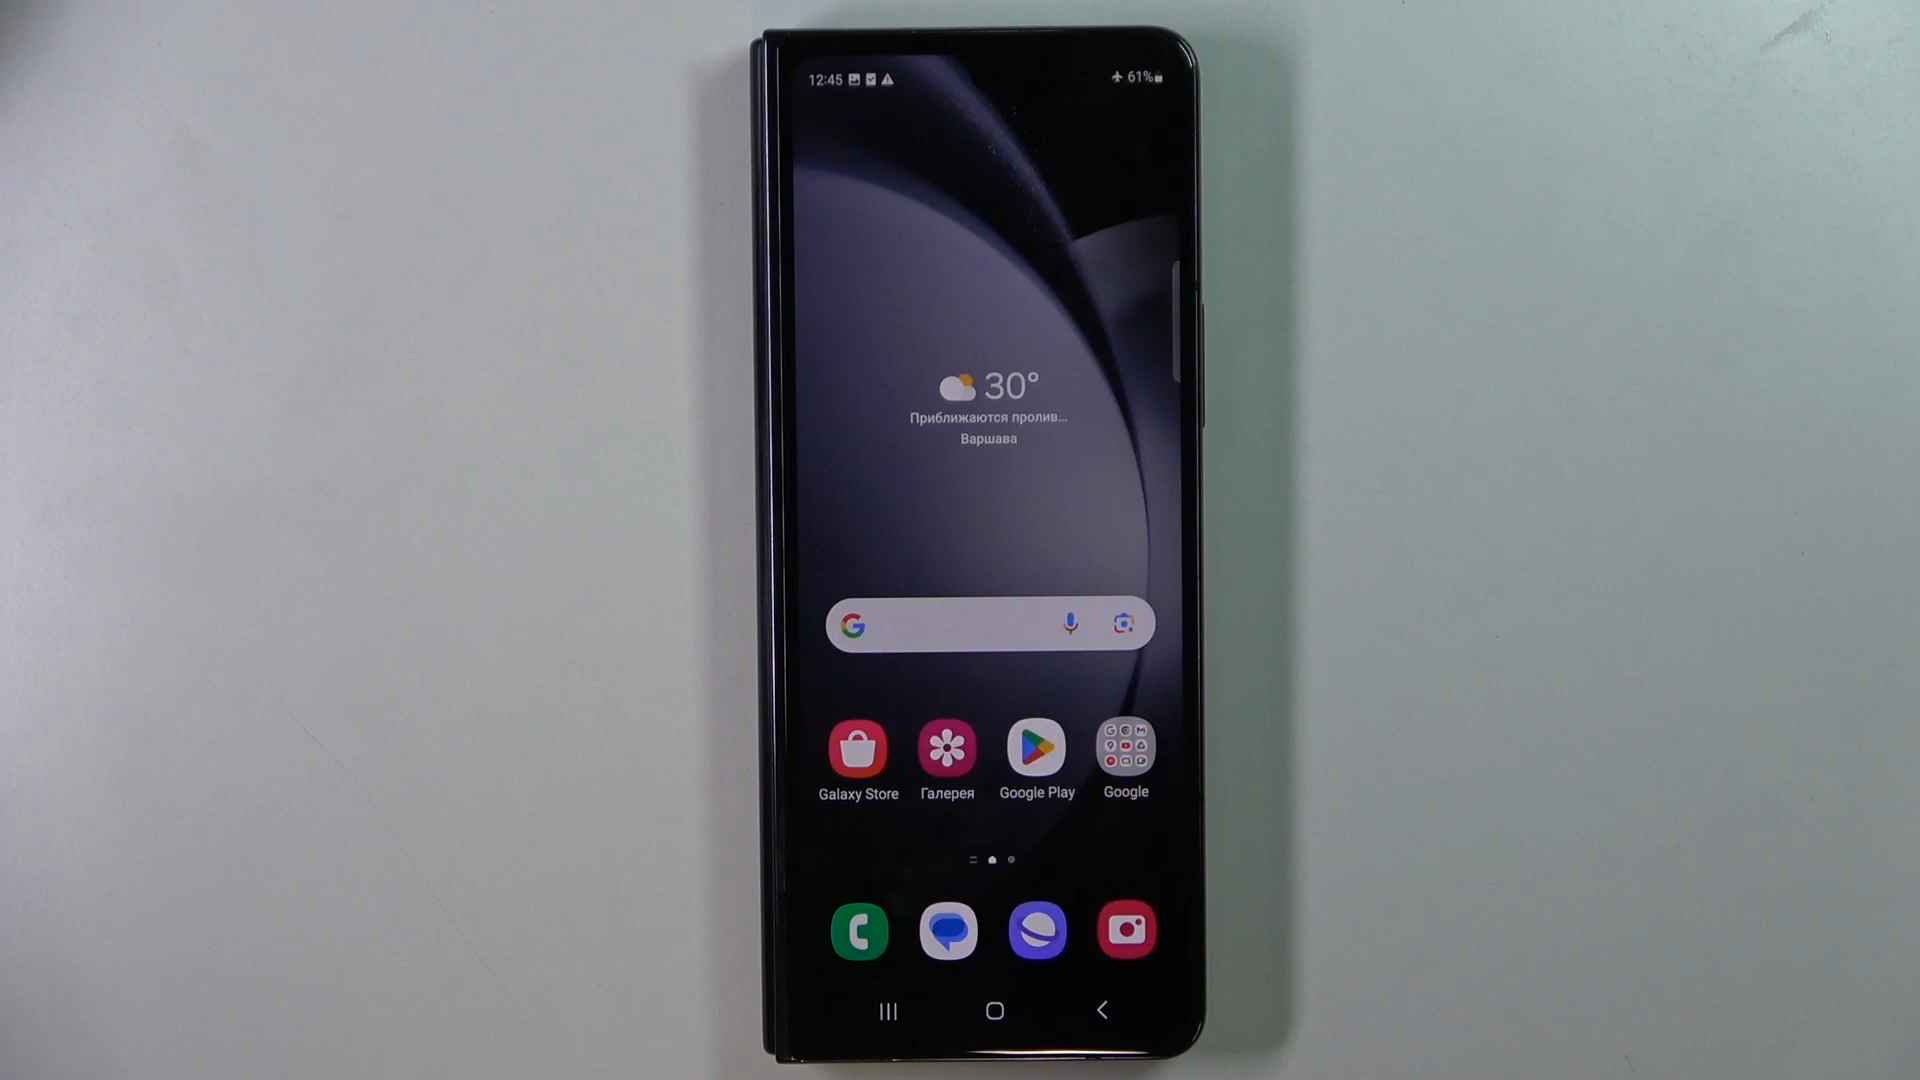 12:45
61%
30°
Приближаются пролив...
Варшава
Galaxy Store
Галерея
Google Play
Google